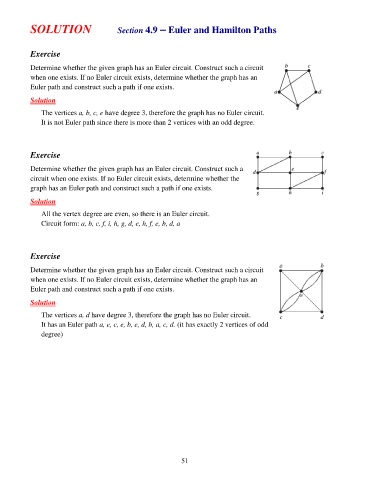 SOLUTION Section 4.9 – Euler and Hamilton Paths
Exercise
Determine whether the given graph has an Euler circuit. Construct such a circuit
when one exists. If no Euler circuit exists, determine whether the graph has an
Euler path and construct such a path if one exists.
b c
a d
e
Solution
The vertices a, b, c, e have degree 3, therefore the graph has no Euler circuit.
It is not Euler path since there is more than 2 vertices with an odd degree.
Exercise
Determine whether the given graph has an Euler circuit. Construct such a
circuit when one exists. If no Euler circuit exists, determine whether the
graph has an Euler path and construct such a path if one exists.
a b c
d e f
g h i
Solution
All the vertex degree are even, so there is an Euler circuit.
Circuit form: a, b, c, f, i, h, g, d, e, h, f, e, b, d, a
Exercise
Determine whether the given graph has an Euler circuit. Construct such a circuit
when one exists. If no Euler circuit exists, determine whether the graph has an
Euler path and construct such a path if one exists.
a b
e
c d
Solution
The vertices a, d have degree 3, therefore the graph has no Euler circuit.
It has an Euler path a, e, c, e, b, e, d, b, a, c, d. (it has exactly 2 vertices of odd
degree)
51